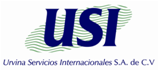 USI
Urvina Servicios Internacionales S.A. de C.V